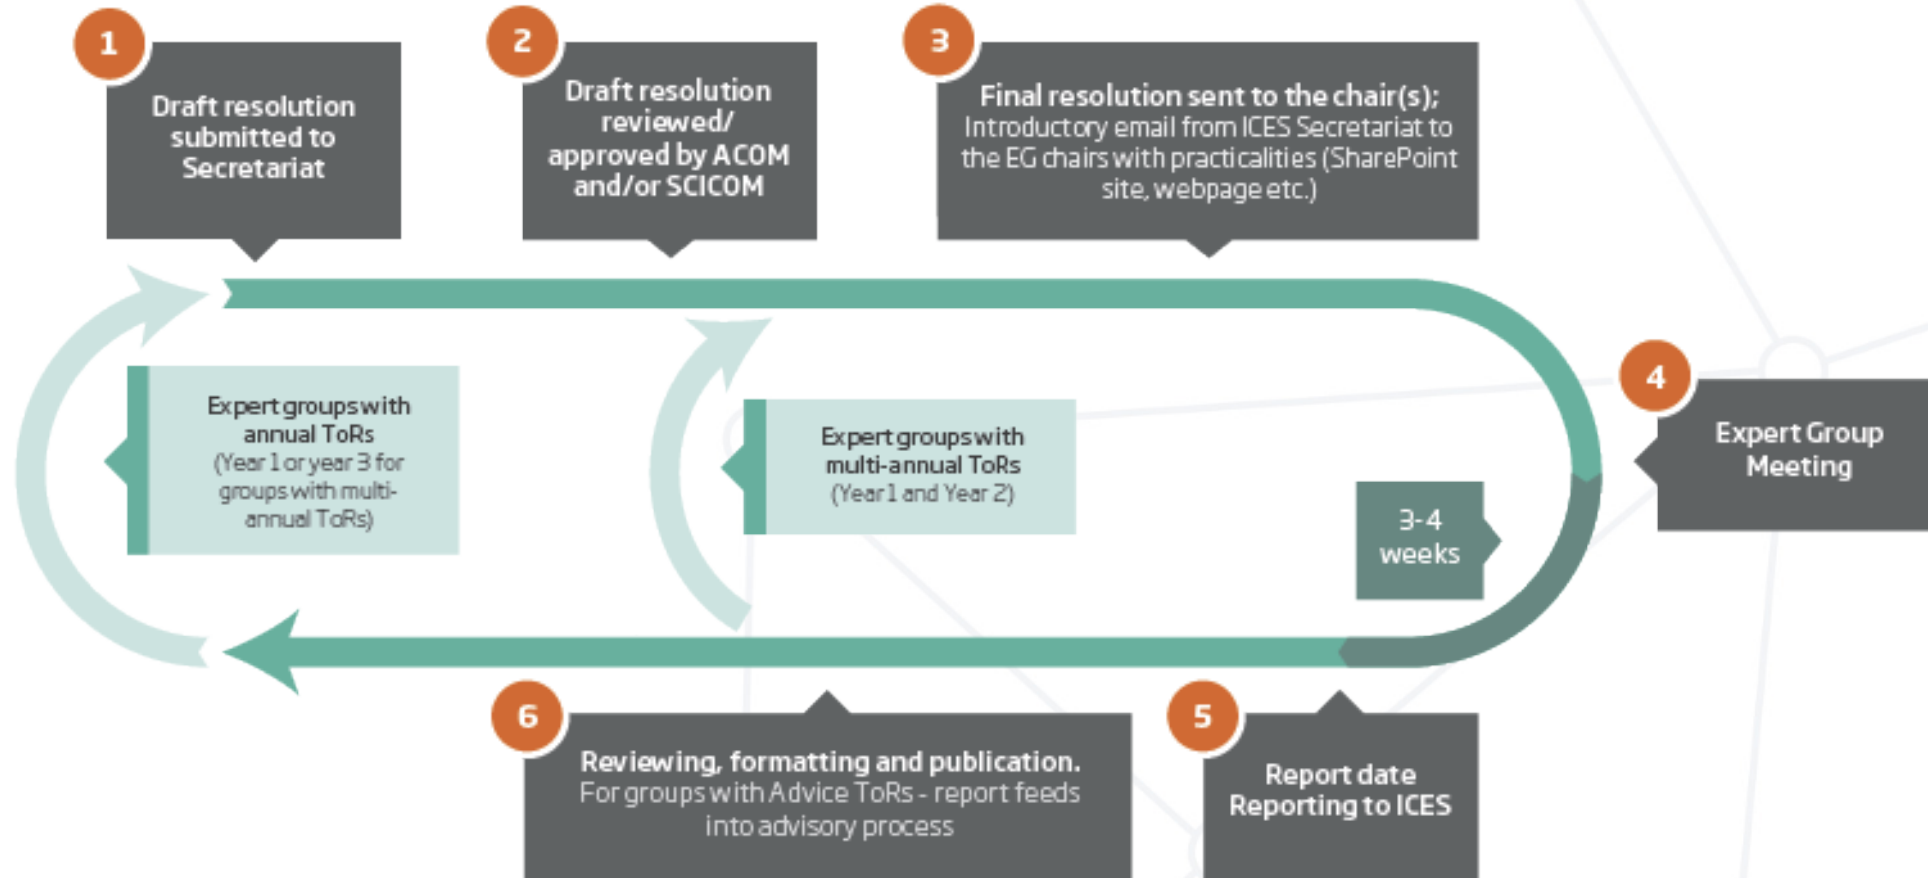 1
Draft resolution
submitted to
Secretariat
2
Draft resolution
reviewed/
approved by ACOM
and/or SCICOM
3
Final resolution sent to the chair(s);
Introductory email from ICES Secretariat to
the EG chairs with practicalities (SharePoint
site, webpage etc.)
4
Expert Group
Meeting
Expert groups with
annual ToRs
(Year 1 or year 3 for
groups with multi-
annual ToRs)
Expert groups with
multi-annual ToRs
(Year 1 and Year 2)
3-4
weeks
6
Reviewing, formatting and publication.
For groups with Advice ToRs - report feeds
into advisory process
5
Report date
Reporting to ICES